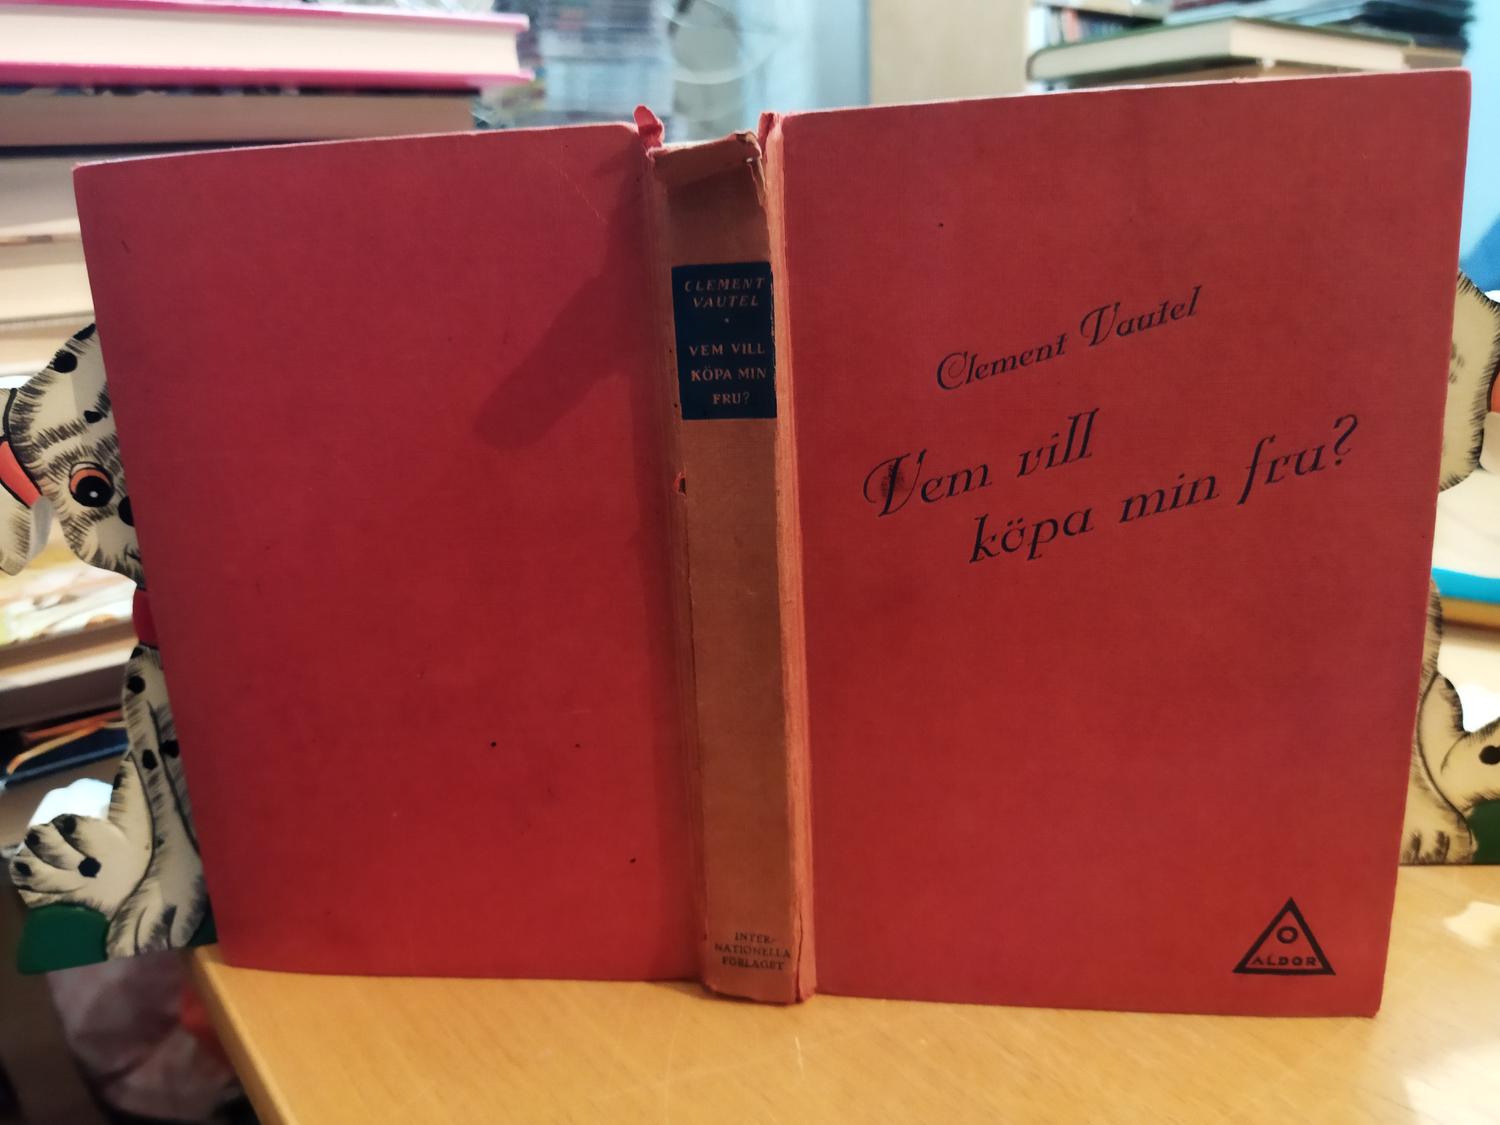 CLEMENT
VAUTEL
VEM VILL
KÖPA MIN
FRU?
INTER-
NATIONELLA
FÖRLAGET
Clement Vautel
Vem vill
köpa min fru?
O
ALDOR